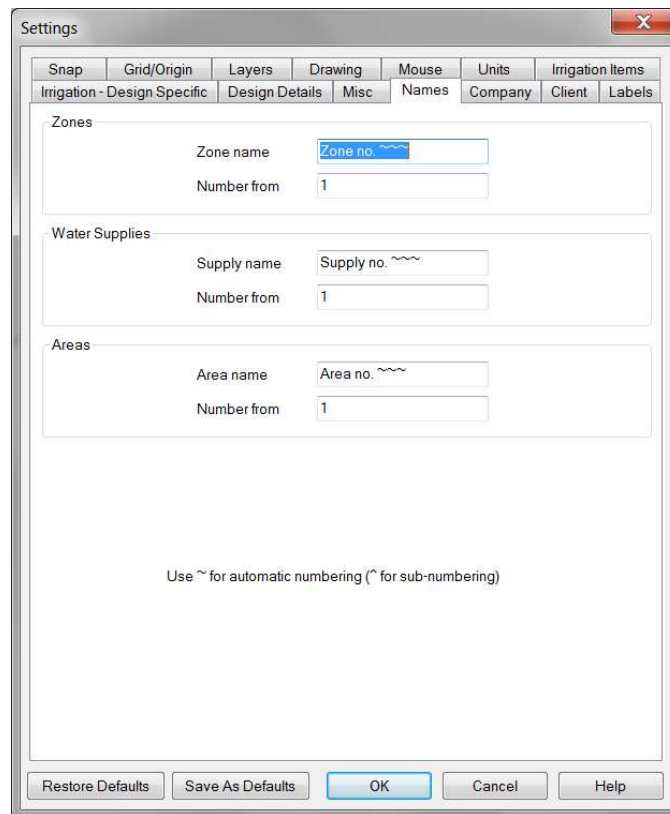 Settings
Snap Grid/Origin Layers Drawing Mouse Units Irrigation Items
Irrigation - Design Specific Design Details Misc Names Company Client Labels
Zones
Zone name Zone no. ~~~
Number from 1
Water Supplies
Supply name Supply no. ~~~
Number from 1
Areas
Area name Area no. ~~~
Number from 1
Use ~ for automatic numbering (^ for sub-numbering)
Restore Defaults Save As Defaults OK Cancel Help